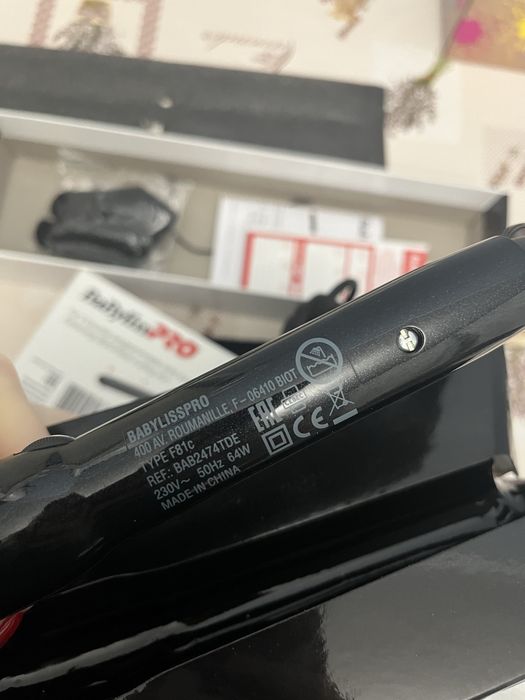 BaBylissPRO
BABYLISSPRO
400 AV. ROUMANILLE, F - 06410 BIOT
TYPE F81c
REF.: BAB2474TDE
230V~ 50Hz 64W
MADE IN CHINA
EAC
CE